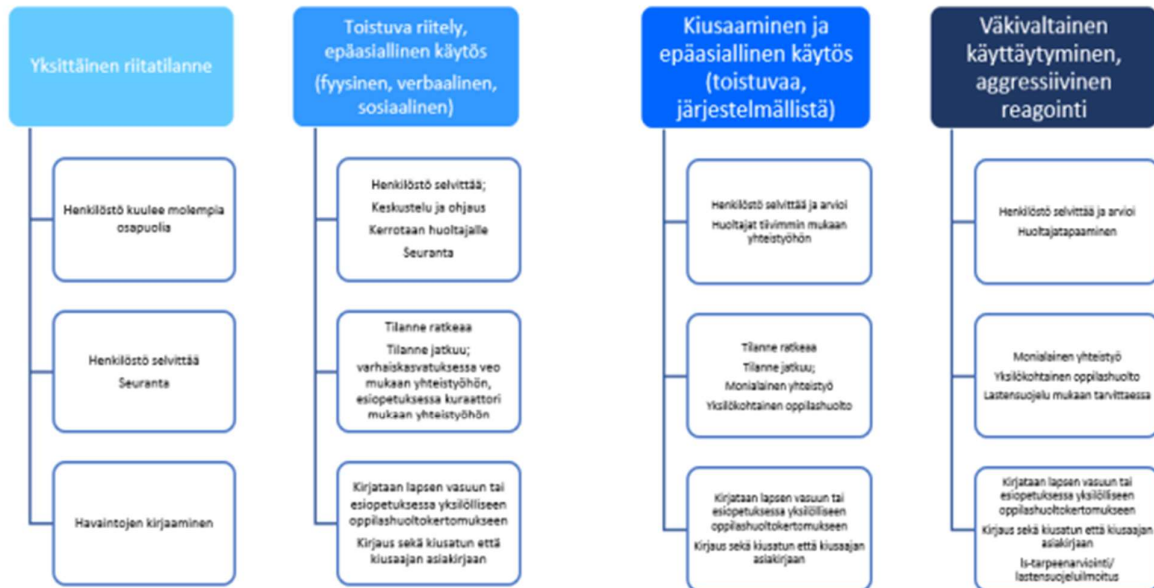 Yksittäinen riitatilanne
Henkilöstö kuulee molempia
osapuolia
Henkilöstö selvittää
Seuranta
Havaintojen kirjaaminen
Toistuva riitely,
epäasiallinen käytös
(fyysinen, verbaalinen,
sosiaalinen)
Henkilöstö selvittää;
Keskustelu ja ohjaus
Kerrotaan huoltajalle
Seuranta
Tilanne ratkeaa
Tilanne jatkuu;
varhaiskasvatuksessa veo
mukaan yhteistyöhön,
esiopetuksessa kuraattori
mukaan yhteistyöhön
Kirjataan lapsen vasuun tai
esiopetuksessa yksilölliseen
oppilashuoltokertomukseen
Kirjaus sekä kiusatun että
kiusaajan asiakirjaan
Kiusaaminen ja
epäasiallinen käytös
(toistuvaa,
järjestelmällistä)
Henkilöstö selvittää ja arvioi
Huoltajat tiivimmin mukaan
yhteistyöhön
Tilanne ratkeaa
Tilanne jatkuu;
Monialainen yhteistyö
Yksilökohtainen oppilashuolto
Kirjataan lapsen vasuun tai
esiopetuksessa yksilölliseen
oppilashuoltokertomukseen
Kirjaus sekä kiusatun että kiusaajan
asiakirjaan
Väkivaltainen
käyttäytyminen,
aggressiivinen
reagointi
Henkilöstö selvittää ja arvioi
Huoltajatapaaminen
Monialainen yhteistyö
Yksilökohtainen oppilashuolto
Lastensuojelu mukaan tarvittaessa
Kirjataan lapsen vasuun tai
esiopetuksessa yksilölliseen
oppilashuoltokertomukseen
Kirjaus sekä kiusatun että kiusaajan
asiakirjaan
ls-tarpeenarviointi/
lastensuojeluilmoitus